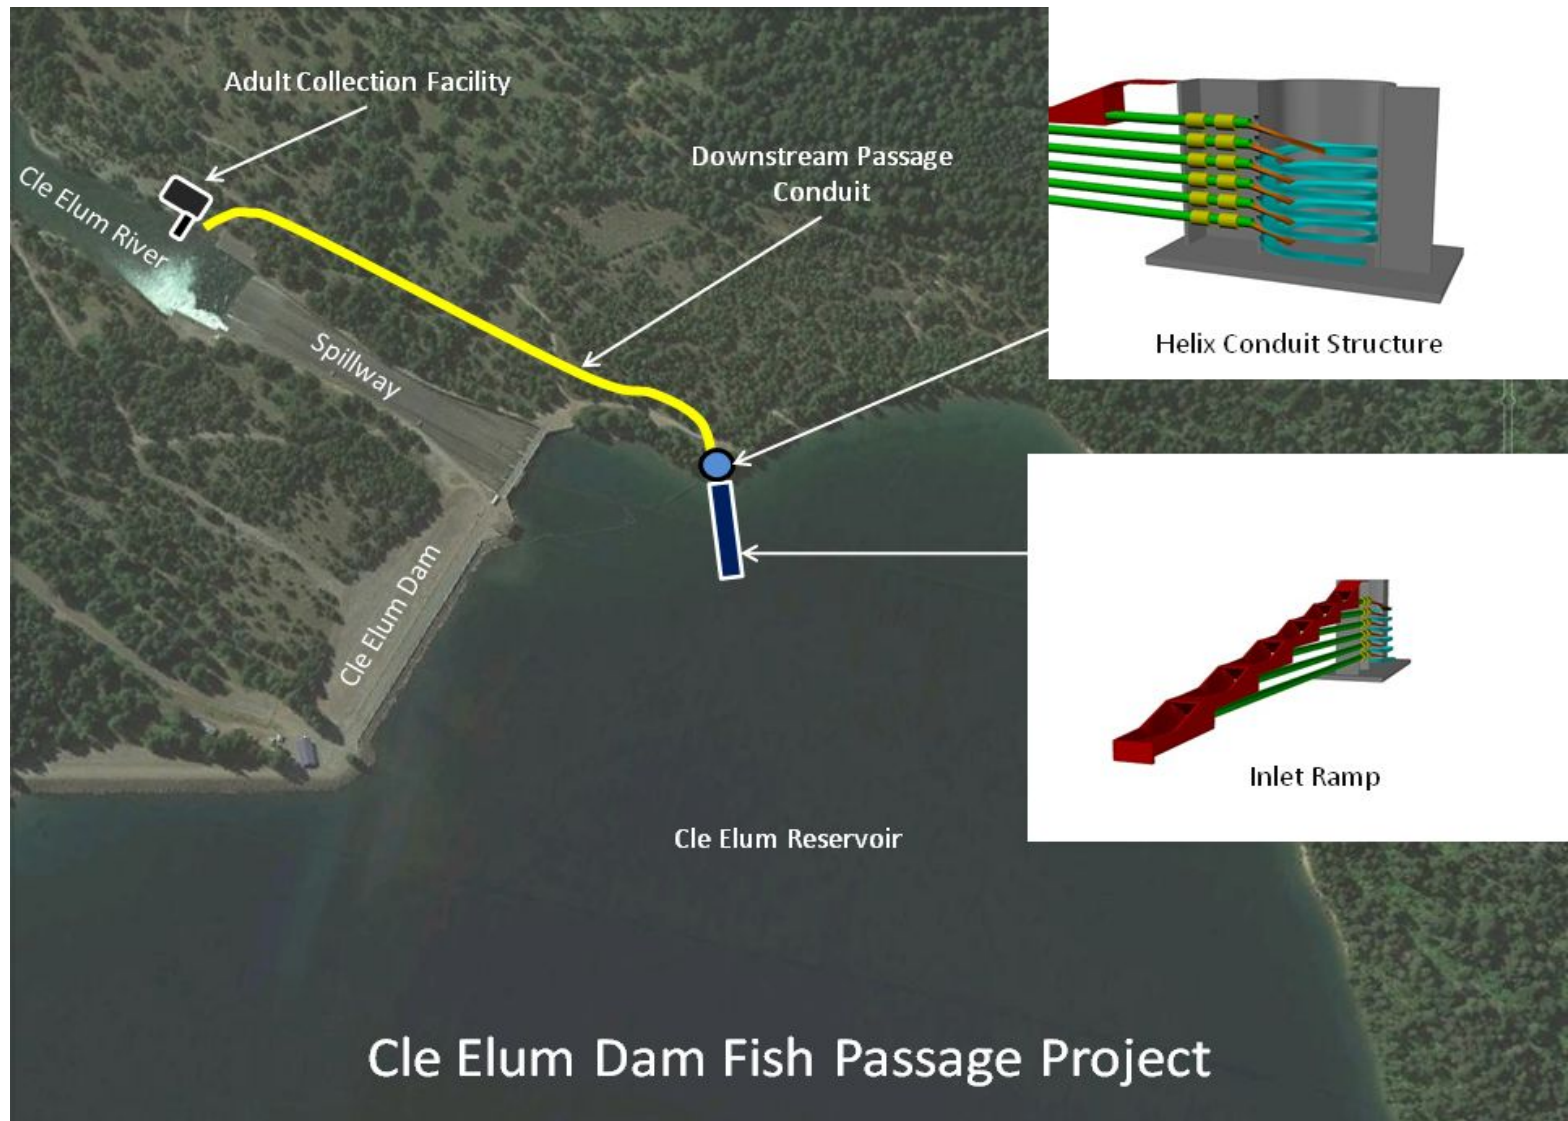 Adult Collection Facility
Downstream Passage
Conduit
Cle Elum River
Spillway
Helix Conduit Structure
Cle Elum Dam
Inlet Ramp
Cle Elum Reservoir
Cle Elum Dam Fish Passage Project